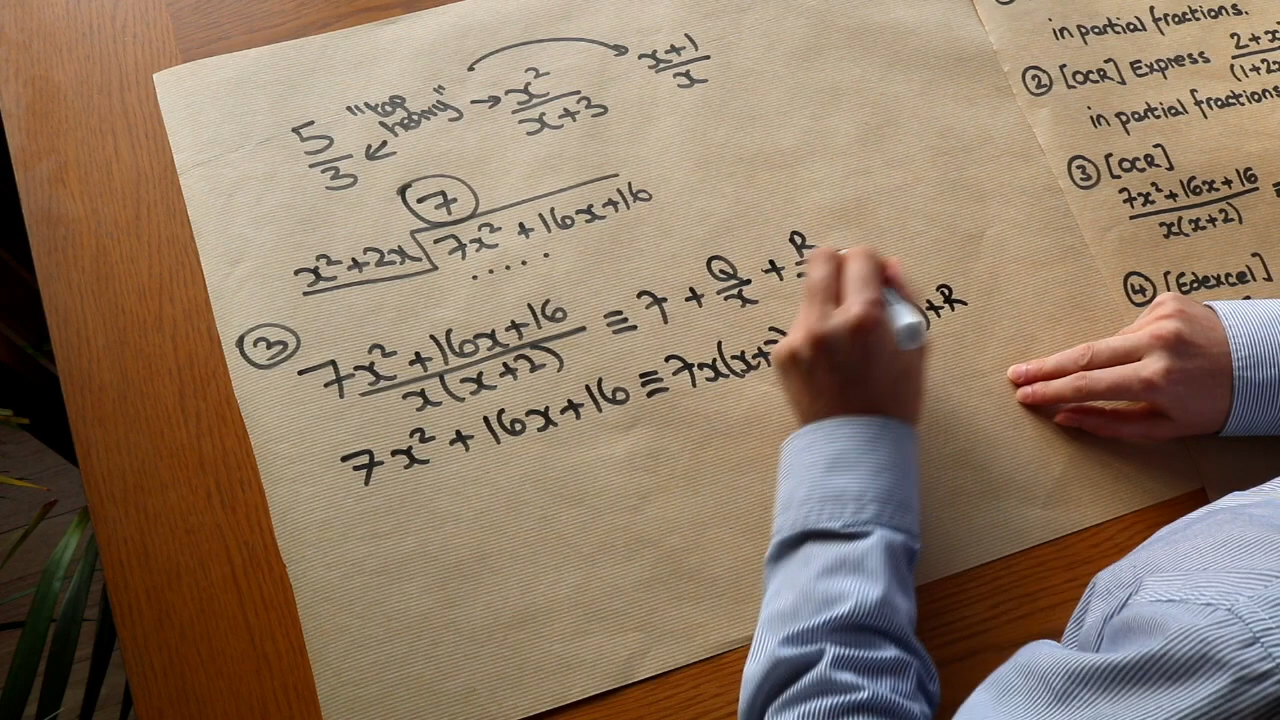 5/3 "top heavy" x²/(x+3) (x+1)/x
7
x²+2x 7x²+16x+16
.....
③ (7x²+16x+16)/(x(x+2)) ≡ 7 + Q/x + R
7x²+16x+16 ≡ 7x(x+2) +R
in partial fractions.
② [OCR] Express
in partial fractions
③ [OCR]
(7x²+16x+16)/(x(x+2)) ≡
④ [Edexcel]